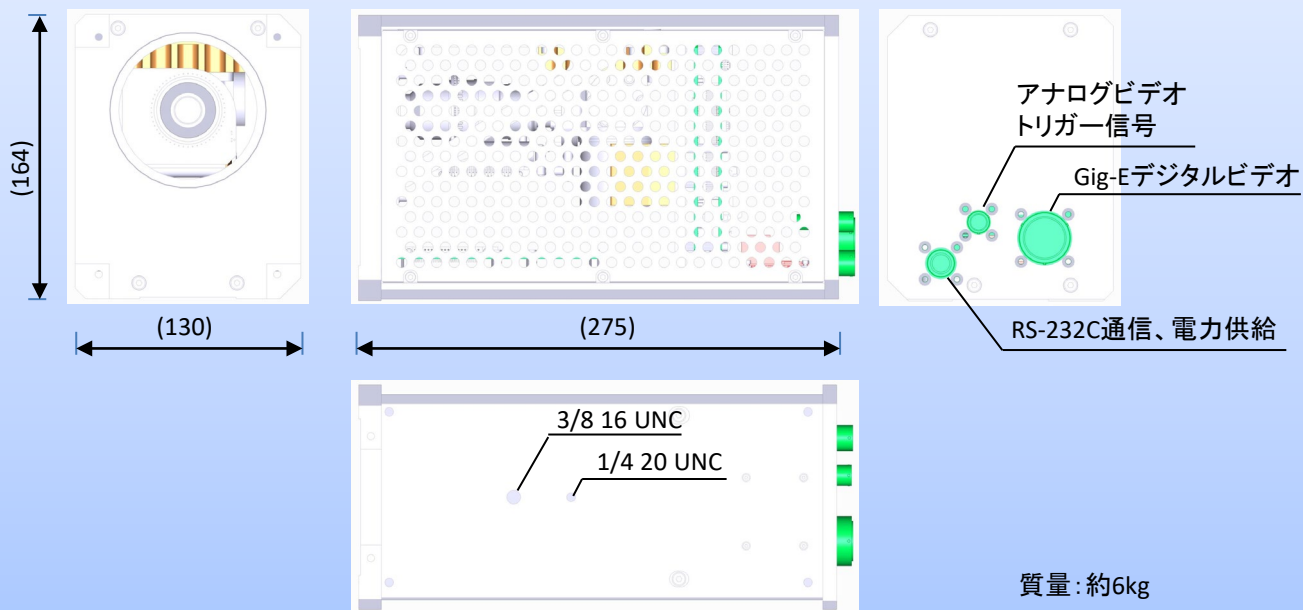 アナログビデオ
トリガー信号
Gig-Eデジタルビデオ
(164)
RS-232C通信、電力供給
(130)
(275)
3/8 16 UNC
1/4 20 UNC
質量：約6kg